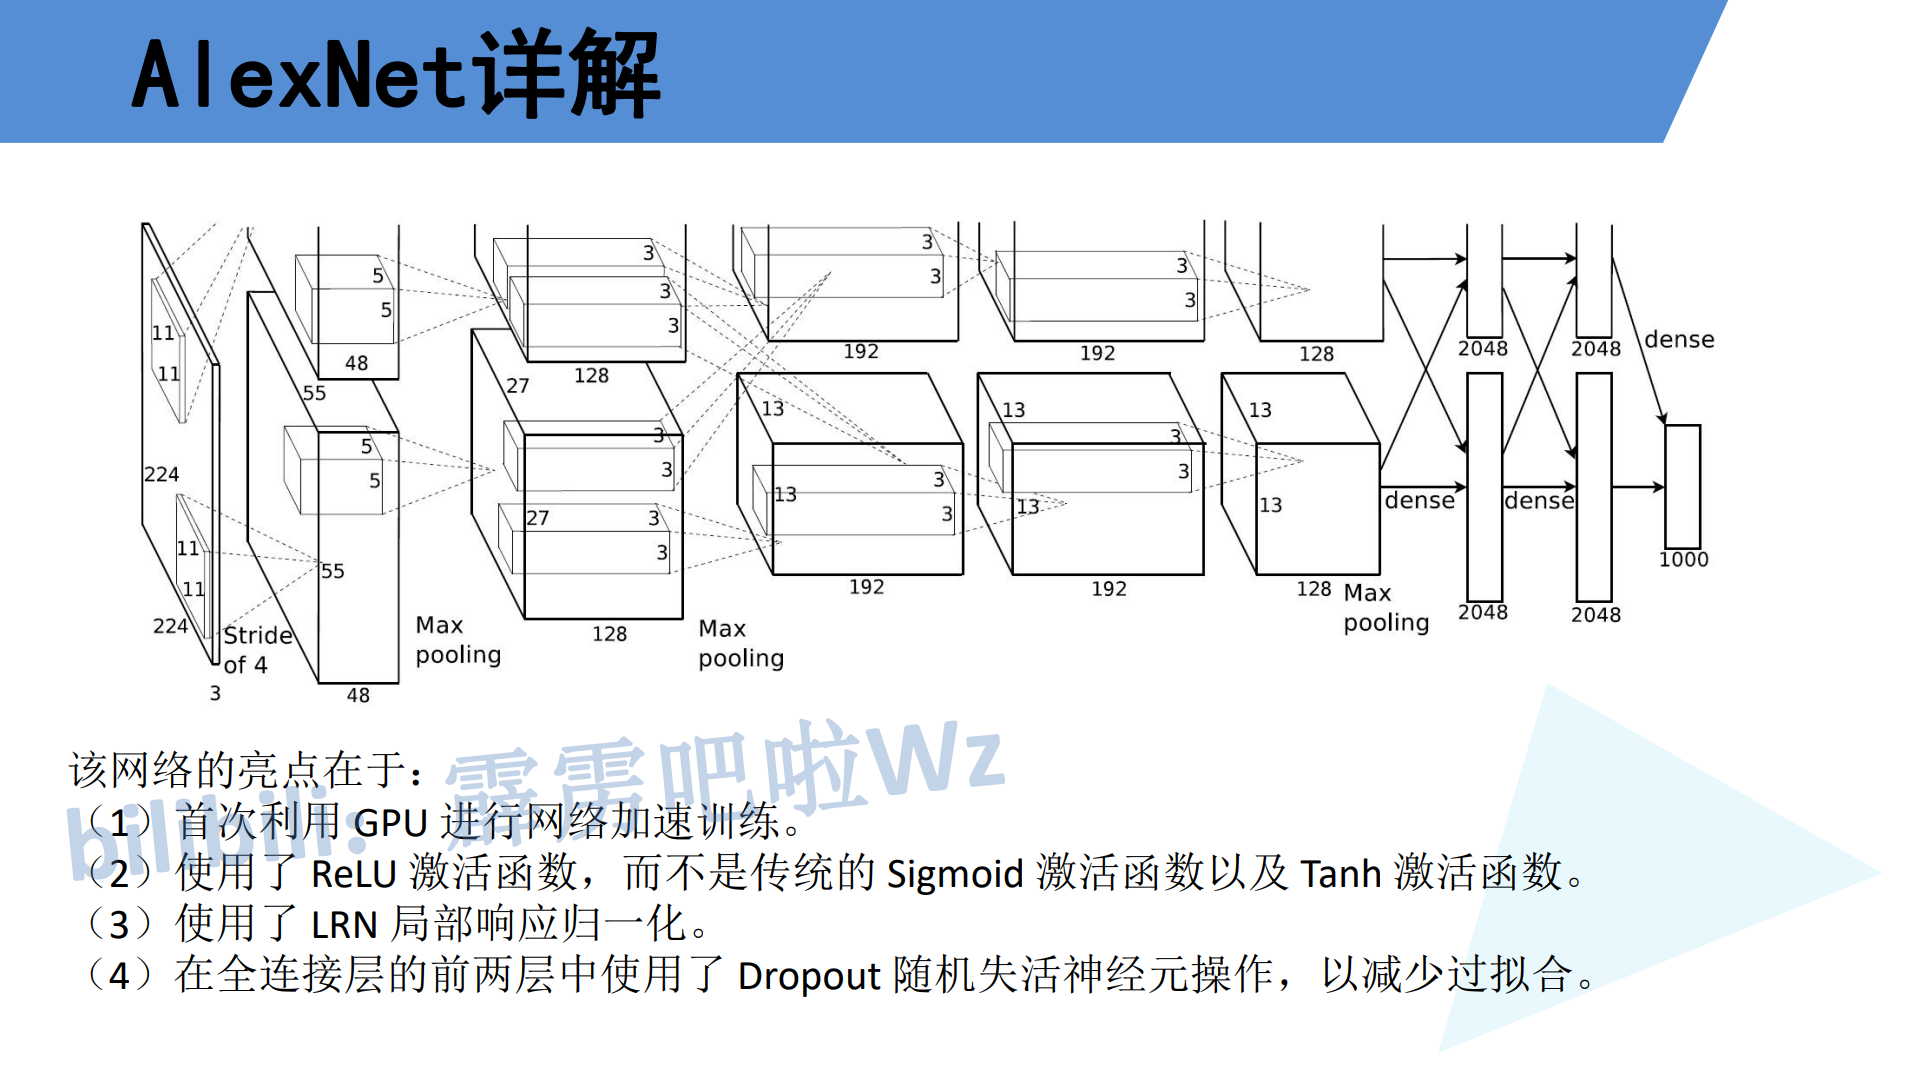 AlexNet详解
5
5
48
55
11
11
224
11
11
224
3
Stride
of 4
5
5
55
48
Max
pooling
3
3
3
128
27
3
3
27
3
3
128
Max
pooling
3
3
192
13
13
3
3
192
3
3
192
13
3
3
13
192
128
13
13
128
Max
pooling
2048
2048
dense
dense
dense
2048
2048
1000
该网络的亮点在于：
（1）首次利用 GPU 进行网络加速训练。
（2）使用了 ReLU 激活函数，而不是传统的 Sigmoid 激活函数以及 Tanh 激活函数。
（3）使用了 LRN 局部响应归一化。
（4）在全连接层的前两层中使用了 Dropout 随机失活神经元操作，以减少过拟合。
bilibili：霹雳吧啦Wz